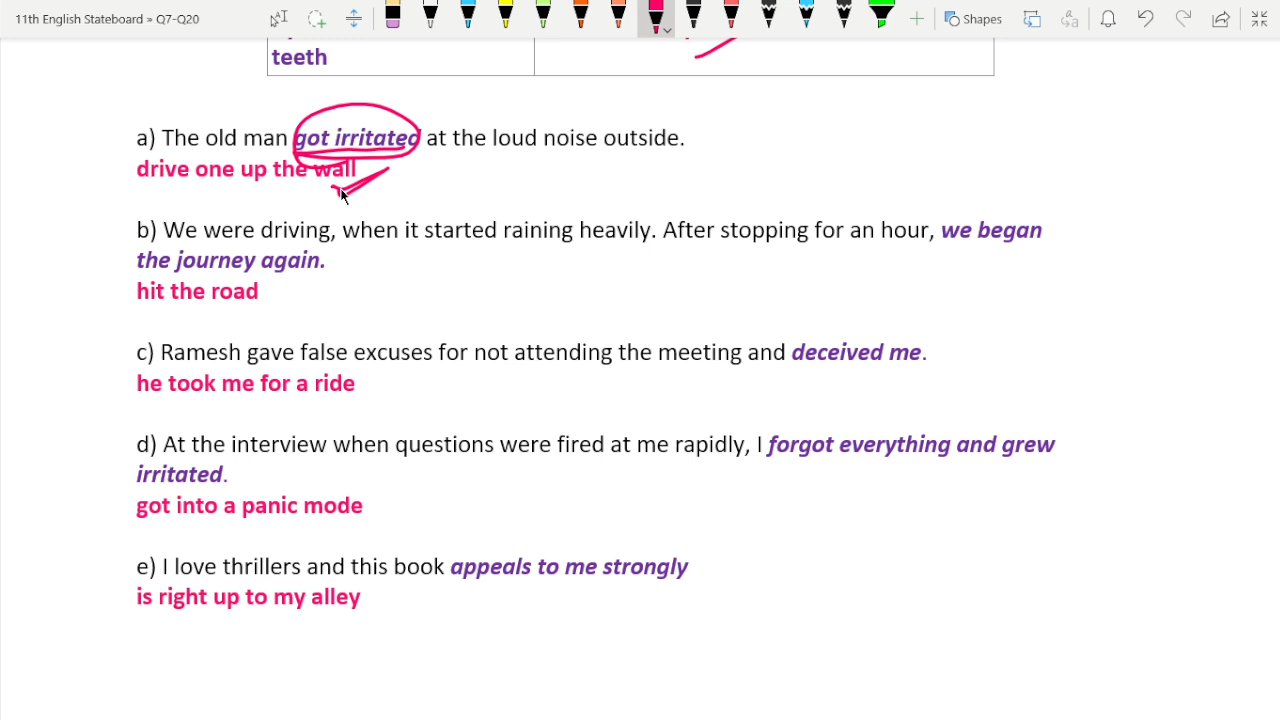 11th English Stateboard » Q7-Q20
Shapes
teeth
a) The old man got irritated at the loud noise outside.
drive one up the wall
b) We were driving, when it started raining heavily. After stopping for an hour, we began
the journey again.
hit the road
c) Ramesh gave false excuses for not attending the meeting and deceived me.
he took me for a ride
d) At the interview when questions were fired at me rapidly, I forgot everything and grew
irritated.
got into a panic mode
e) I love thrillers and this book appeals to me strongly
is right up to my alley